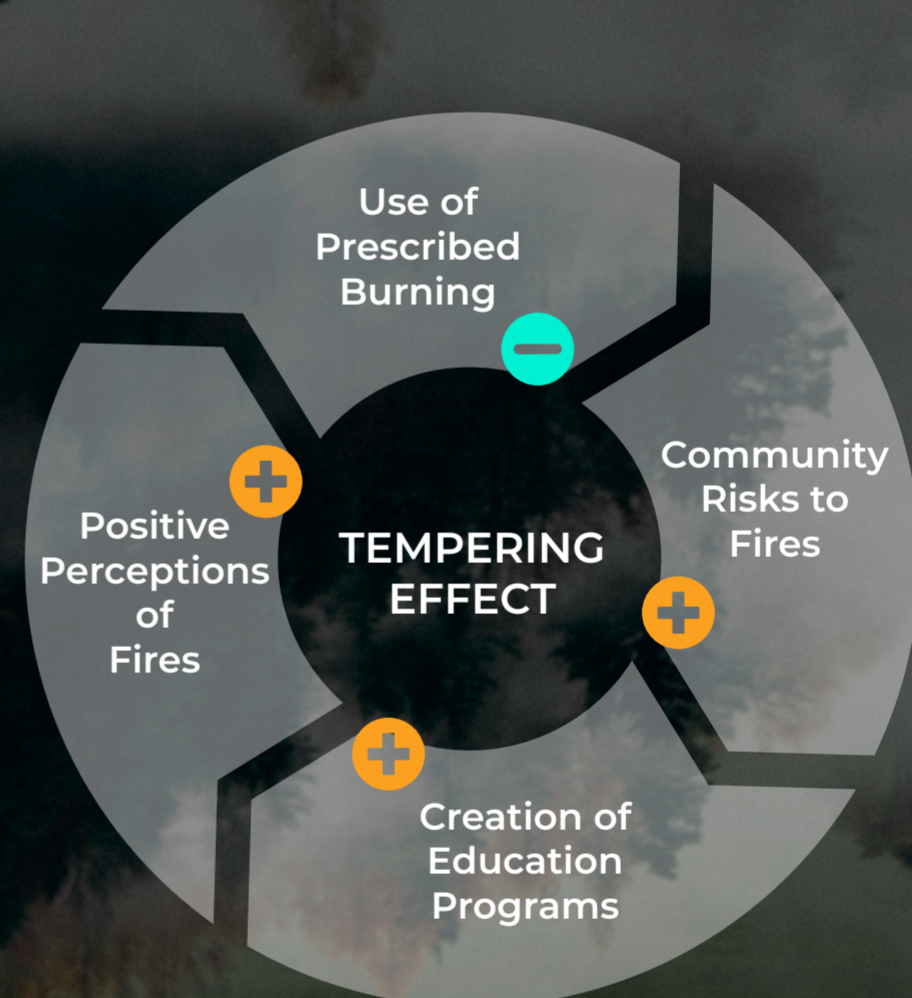 Use of
Prescribed
Burning
Community
Risks to
Fires
Positive
Perceptions
of
Fires
TEMPERING
EFFECT
Creation of
Education
Programs